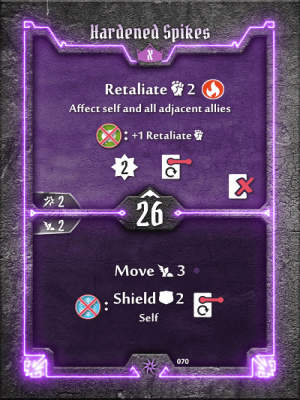 Hardened Spikes
X
Retaliate 2
Affect self and all adjacent allies
: +1 Retaliate
2
2
26
2
Move 3
: Shield 2
Self
070